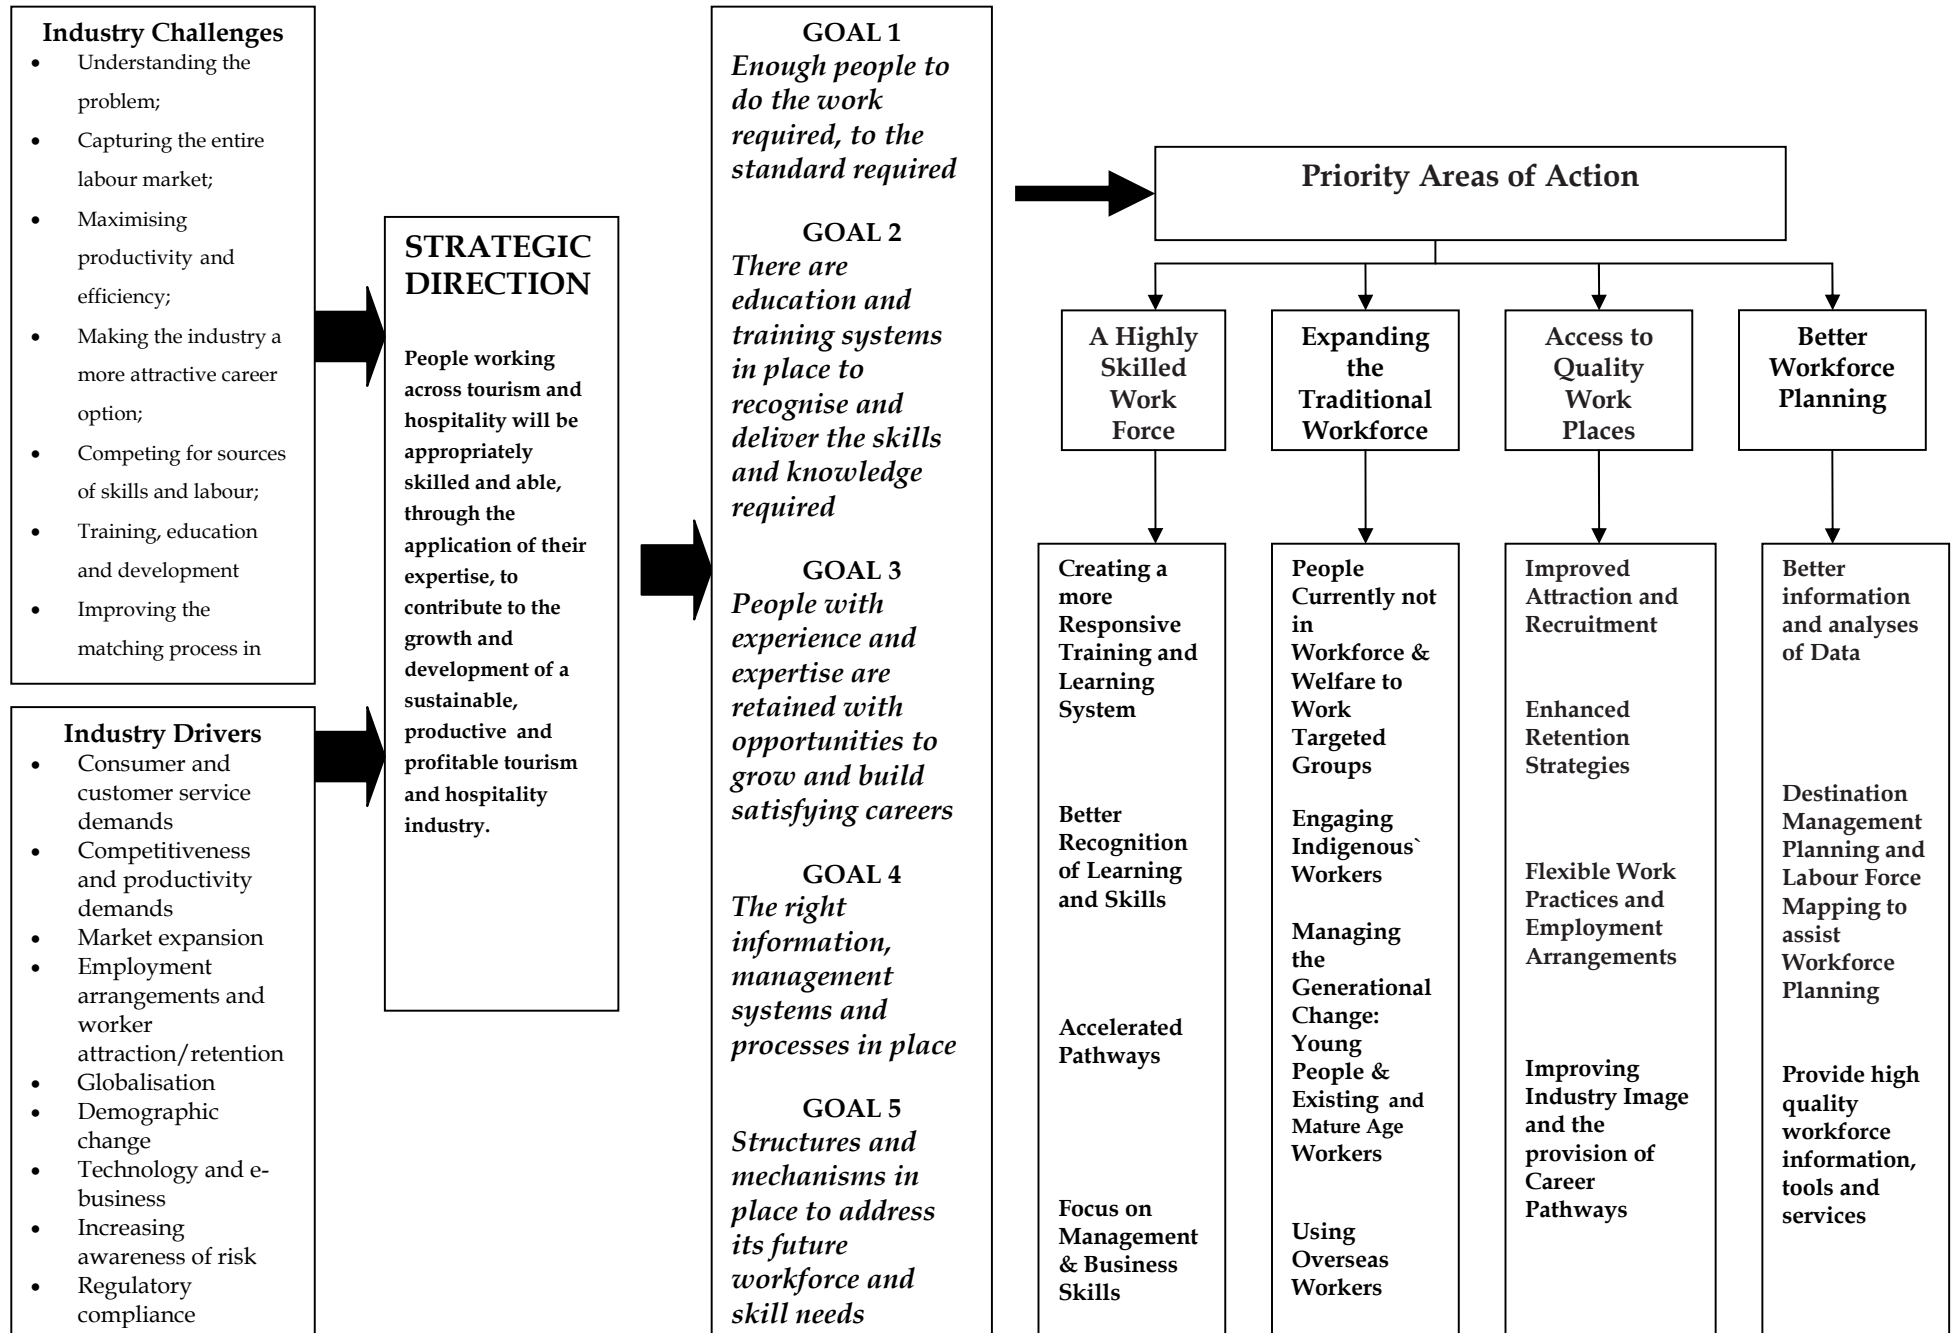 Industry Challenges
• Understanding the
problem;
• Capturing the entire
labour market;
• Maximising
productivity and
efficiency;
• Making the industry a
more attractive career
option;
• Competing for sources
of skills and labour;
• Training, education
and development
• Improving the
matching process in
Industry Drivers
• Consumer and
customer service
demands
• Competitiveness
and productivity
demands
• Market expansion
• Employment
arrangements and
worker
attraction/retention
• Globalisation
• Demographic
change
• Technology and e-
business
• Increasing
awareness of risk
• Regulatory
compliance
STRATEGIC
DIRECTION
People working
across tourism and
hospitality will be
appropriately
skilled and able,
through the
application of their
expertise, to
contribute to the
growth and
development of a
sustainable,
productive and
profitable tourism
and hospitality
industry.
GOAL 1
Enough people to
do the work
required, to the
standard required
GOAL 2
There are
education and
training systems
in place to
recognise and
deliver the skills
and knowledge
required
GOAL 3
People with
experience and
expertise are
retained with
opportunities to
grow and build
satisfying careers
GOAL 4
The right
information,
management
systems and
processes in place
GOAL 5
Structures and
mechanisms in
place to address
its future
workforce and
skill needs
Priority Areas of Action
A Highly
Skilled
Work
Force
Expanding
the
Traditional
Workforce
Access to
Quality
Work
Places
Better
Workforce
Planning
Creating a
more
Responsive
Training and
Learning
System
Better
Recognition
of Learning
and Skills
Accelerated
Pathways
Focus on
Management
& Business
Skills
People
Currently not
in
Workforce &
Welfare to
Work
Targeted
Groups
Engaging
Indigenous`
Workers
Managing
the
Generational
Change:
Young
People &
Existing and
Mature Age
Workers
Using
Overseas
Workers
Improved
Attraction and
Recruitment
Enhanced
Retention
Strategies
Flexible Work
Practices and
Employment
Arrangements
Improving
Industry Image
and the
provision of
Career
Pathways
Better
information
and analyses
of Data
Destination
Management
Planning and
Labour Force
Mapping to
assist
Workforce
Planning
Provide high
quality
workforce
information,
tools and
services